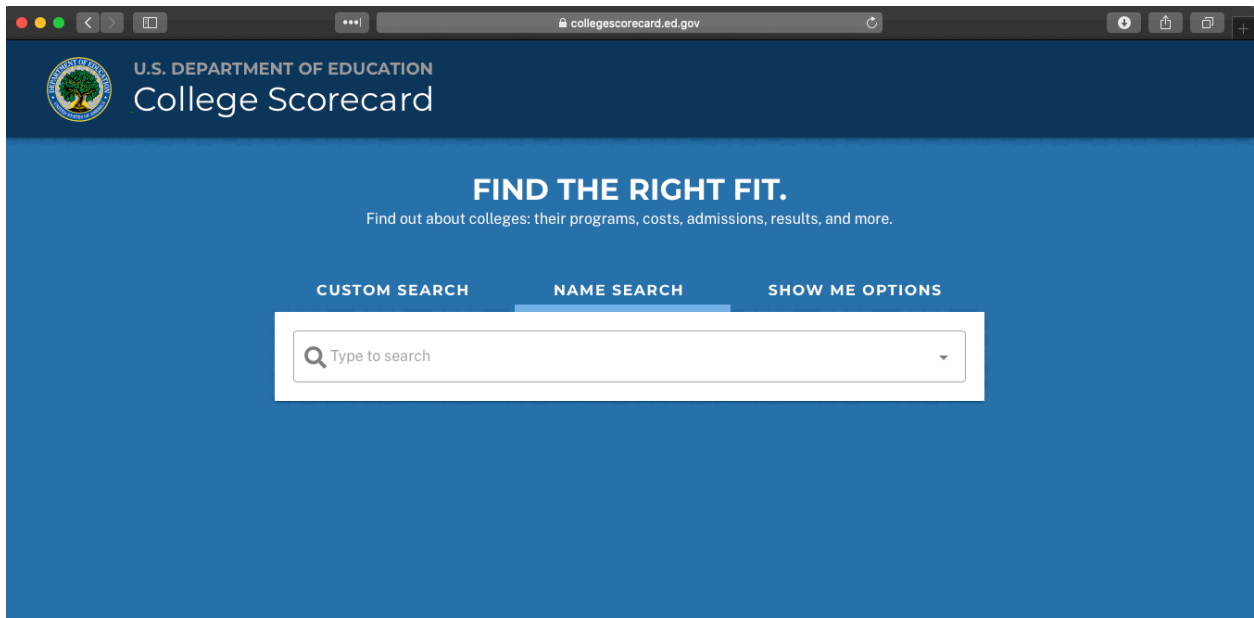 collegescorecard.ed.gov
U.S. DEPARTMENT OF EDUCATION
College Scorecard
FIND THE RIGHT FIT.
Find out about colleges: their programs, costs, admissions, results, and more.
CUSTOM SEARCH NAME SEARCH SHOW ME OPTIONS
Type to search